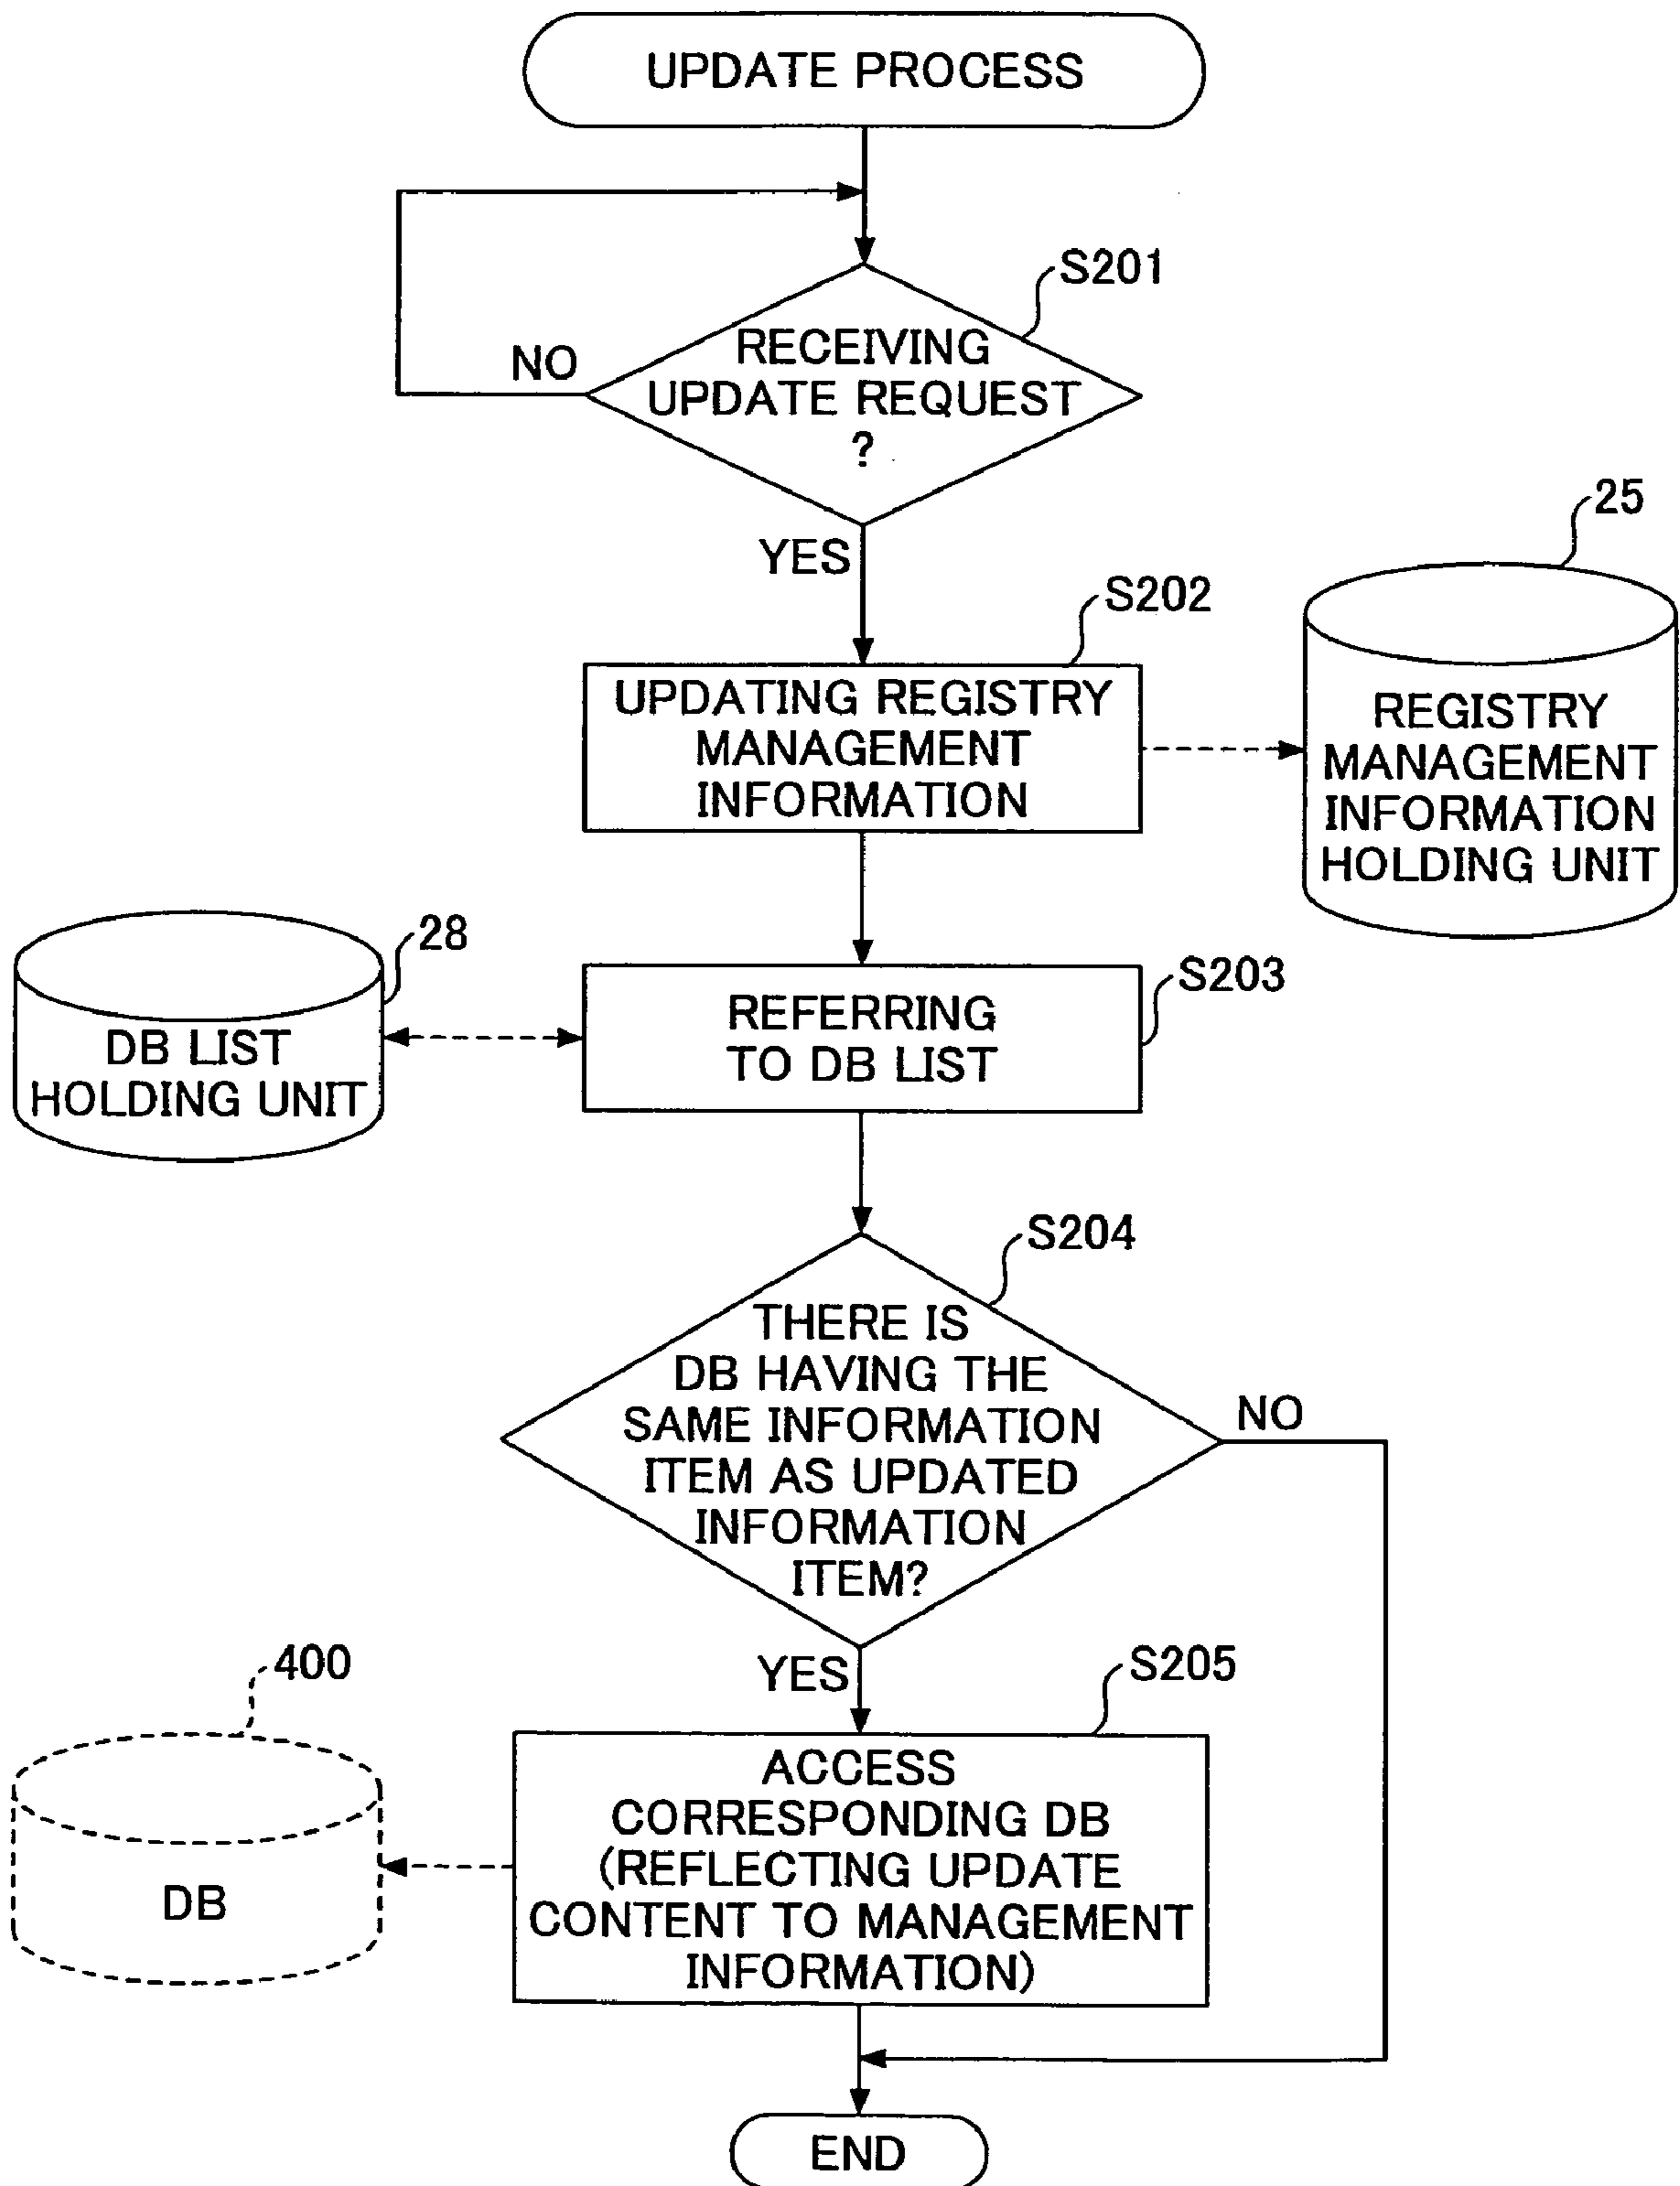 UPDATE PROCESS
S201
RECEIVING
UPDATE REQUEST
?
NO
YES
25
S202
UPDATING REGISTRY
MANAGEMENT
INFORMATION
REGISTRY
MANAGEMENT
INFORMATION
HOLDING UNIT
28
DB LIST
HOLDING UNIT
S203
REFERRING
TO DB LIST
S204
THERE IS
DB HAVING THE
SAME INFORMATION
ITEM AS UPDATED
INFORMATION
ITEM?
NO
YES
400
DB
S205
ACCESS
CORRESPONDING DB
(REFLECTING UPDATE
CONTENT TO MANAGEMENT
INFORMATION)
END